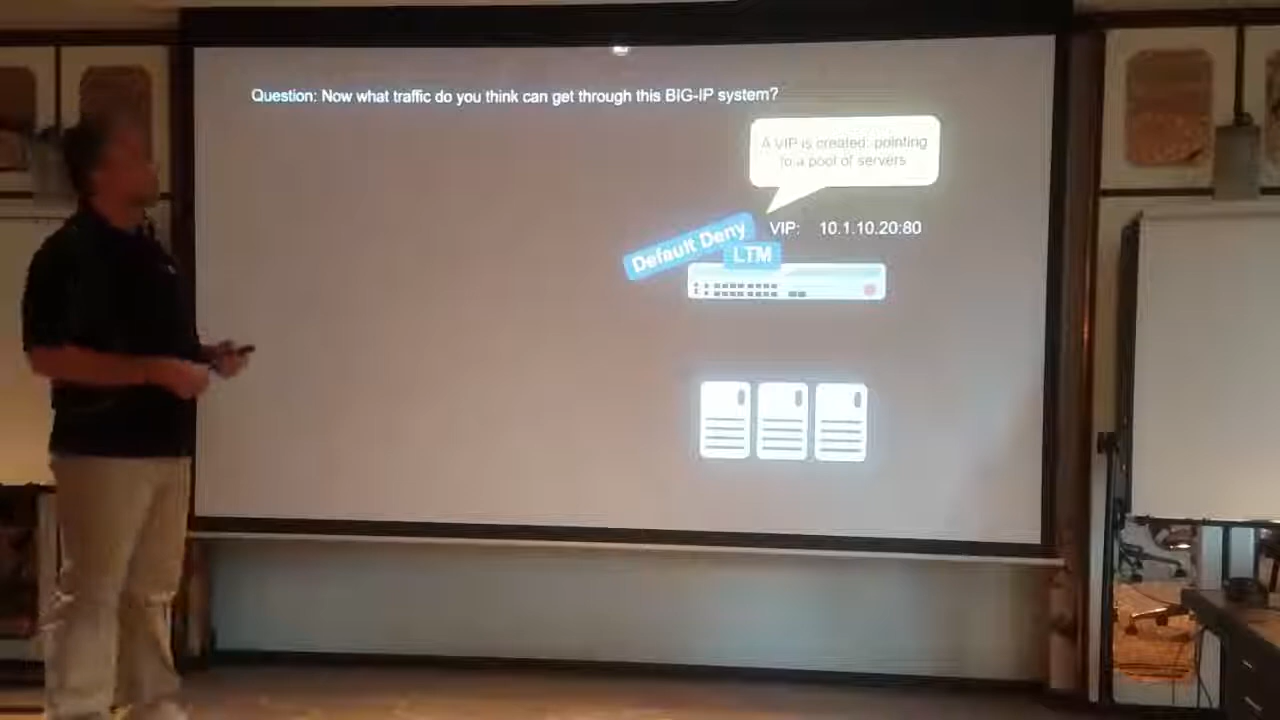 Question: Now what traffic do you think can get through this BIG-IP system?
A VIP is created: pointing
to a pool of servers
VIP: 10.1.10.20:80
Default Deny
LTM